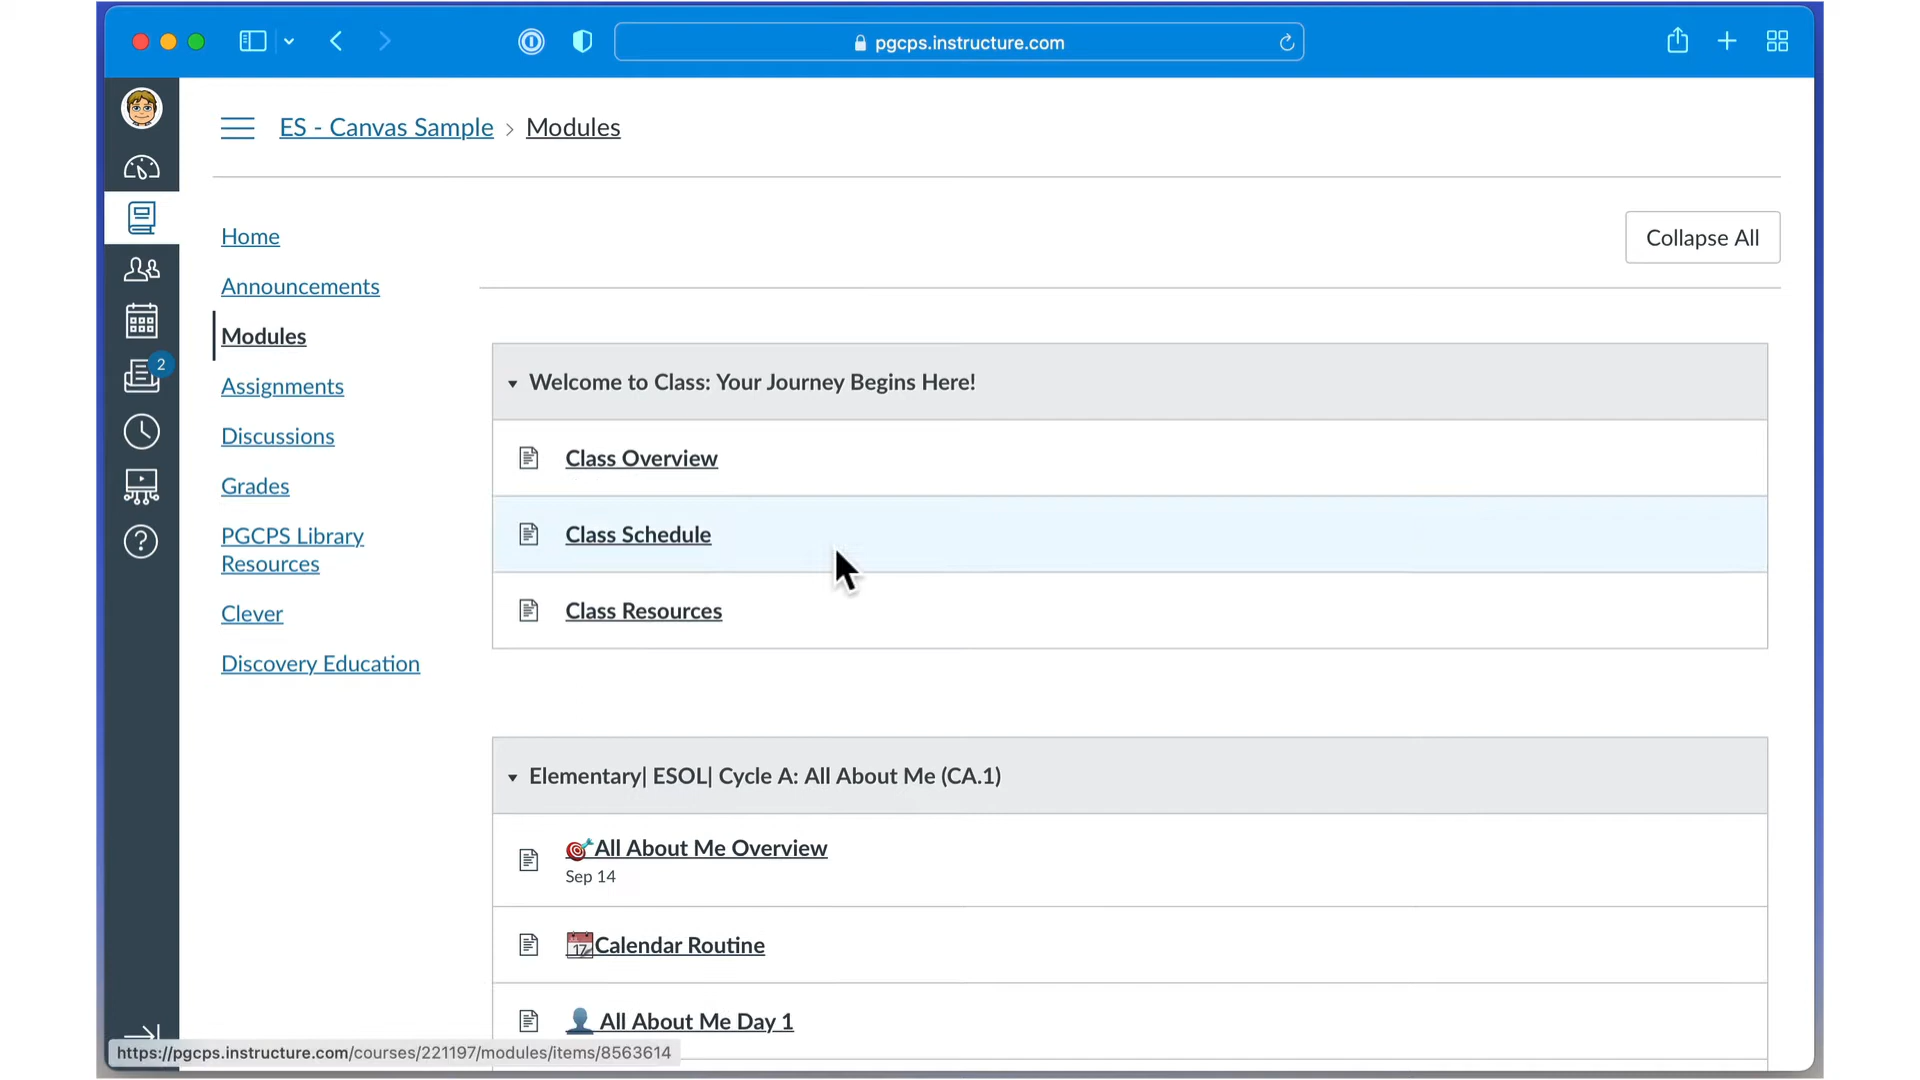 pgcps.instructure.com
ES - Canvas Sample > Modules
Home
Announcements
Modules
Assignments
Discussions
Grades
PGCPS Library
Resources
Clever
Discovery Education
2
Collapse All
Welcome to Class: Your Journey Begins Here!
Class Overview
Class Schedule
Class Resources
Elementary| ESOL| Cycle A: All About Me (CA.1)
All About Me Overview
Sep 14
17
Calendar Routine
All About Me Day 1
https://pgcps.instructure.com/courses/221197/modules/items/8563614